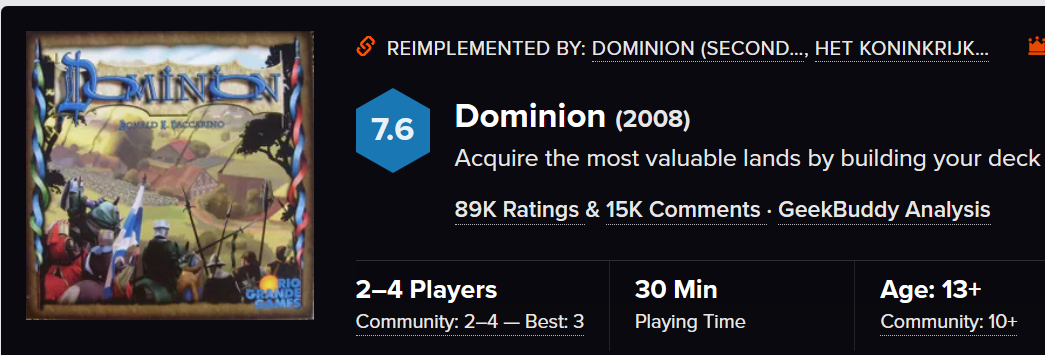 REIMPLEMENTED BY: DOMINION (SECOND..., HET KONINKRIJK...
DOMINION
DONALD X. VACCARINO
7.6
Dominion (2008)
Acquire the most valuable lands by building your deck
89K Ratings & 15K Comments · GeekBuddy Analysis
RIO
GRANDE
GAMES
2–4 Players
30 Min
Age: 13+
Community: 2–4 — Best: 3
Playing Time
Community: 10+